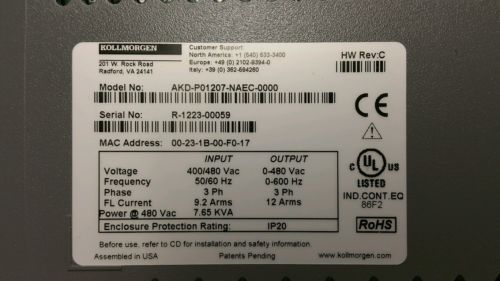 KOLLMORGEN
201 W. Rock Road
Radford, VA 24141
Customer Support:
North America: +1 (540) 633-3400
Europe: +49 (0) 2102-9394-0
Italy: +39 (0) 362-594260
HW Rev:C
Model No: AKD-P01207-NAEC-0000
Serial No: R-1223-00059
MAC Address: 00-23-1B-00-F0-17
INPUT OUTPUT
Voltage 400/480 Vac 0-480 Vac
Frequency 50/60 Hz 0-600 Hz
Phase 3 Ph 3 Ph
FL Current 9.2 Arms 12 Arms
Power @ 480 Vac 7.65 KVA
Enclosure Protection Rating: IP20
CE
C UL US
LISTED
IND.CONT.EQ
86F2
RoHS
Before use, refer to CD for installation and safety information.
Assembled in USA Patents Pending www.kollmorgen.com